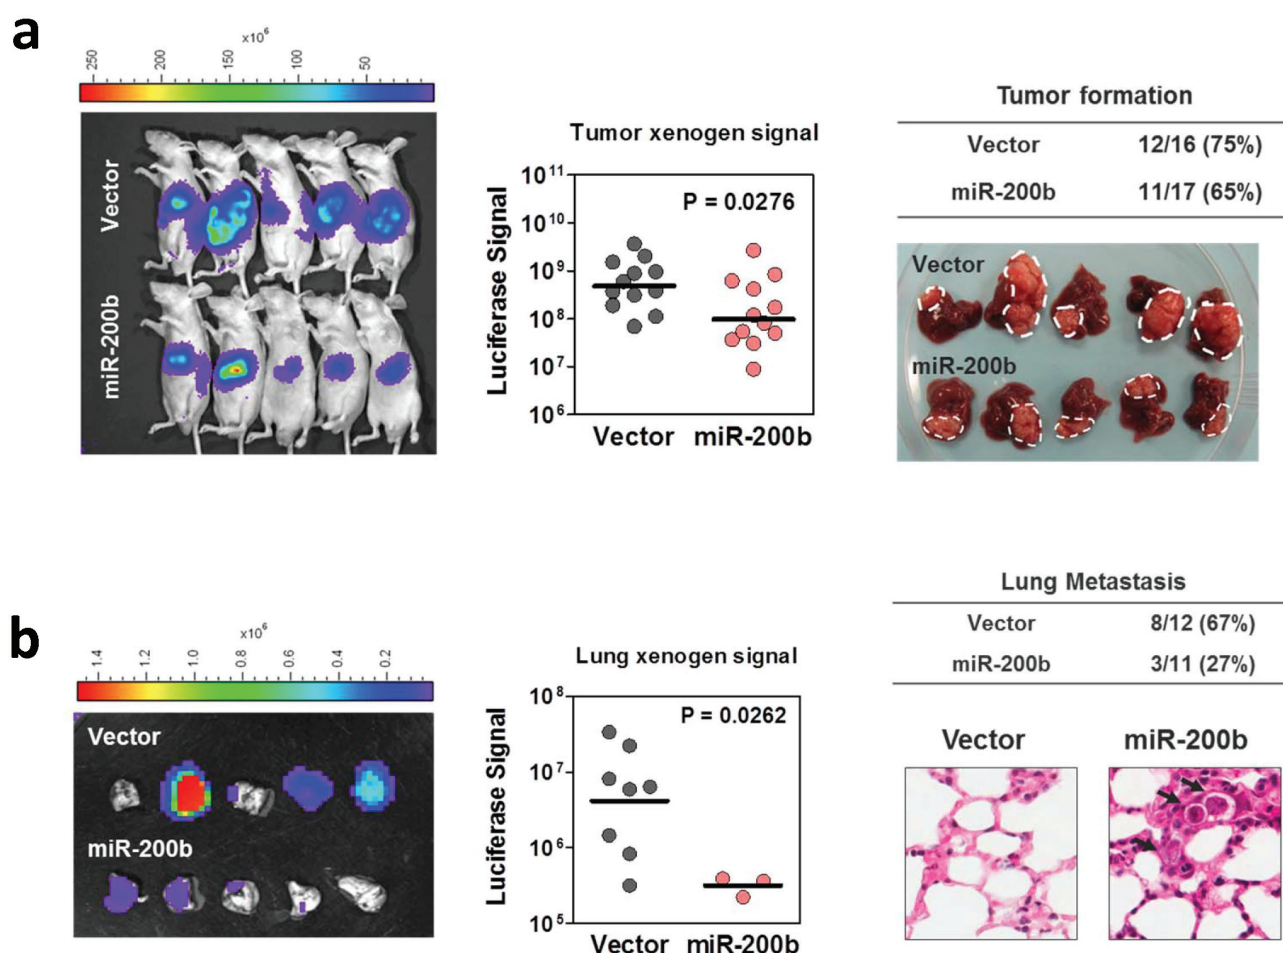 a
x10⁶
250 200 150 100 50
Vector
miR-200b
Tumor xenogen signal
Luciferase Signal
10¹¹
10¹⁰
10⁹
10⁸
10⁷
10⁶
P = 0.0276
Vector miR-200b
Tumor formation
Vector 12/16 (75%)
miR-200b 11/17 (65%)
Vector
miR-200b
b
x10⁶
1.4 1.2 1.0 0.8 0.6 0.4 0.2
Vector
miR-200b
Lung xenogen signal
Luciferase Signal
10⁸
10⁷
10⁶
10⁵
P = 0.0262
Vector miR-200b
Lung Metastasis
Vector 8/12 (67%)
miR-200b 3/11 (27%)
Vector miR-200b